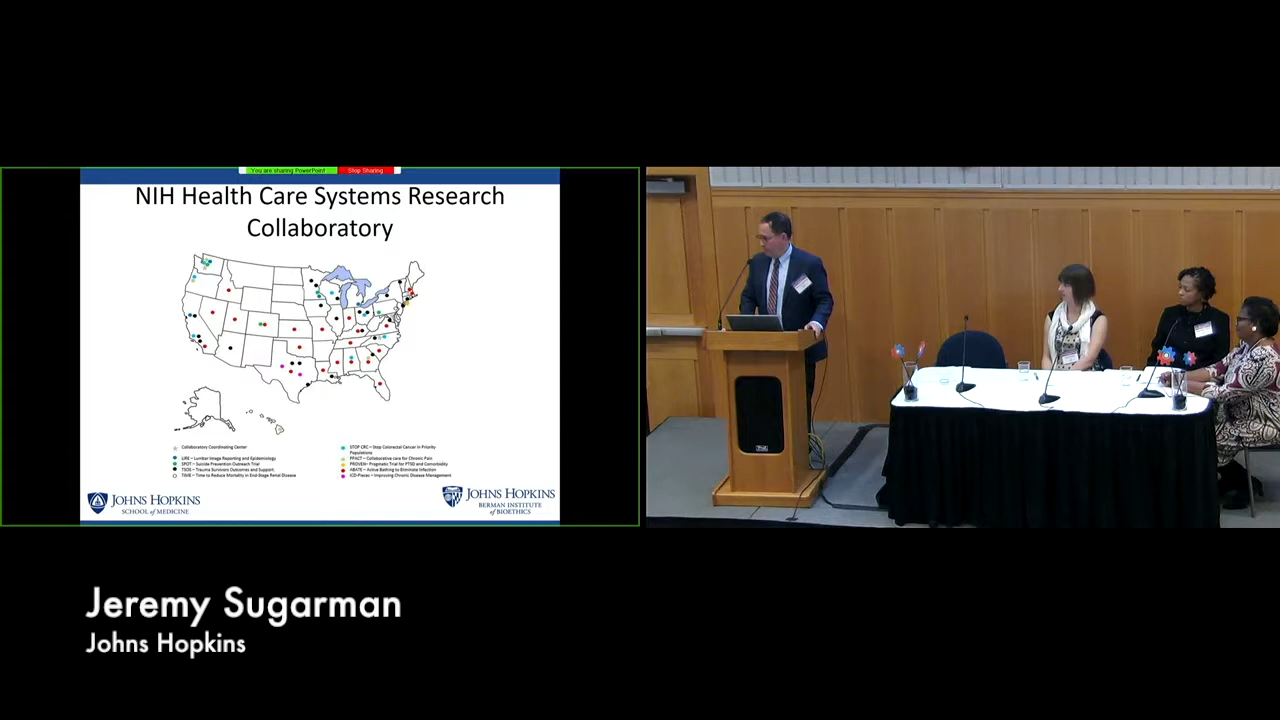 You are sharing PowerPoint
Stop Sharing
NIH Health Care Systems Research
Collaboratory
Collaboratory Coordinating Center
LIRE – Lumbar Image Reporting and Epidemiology
SPOT – Suicide Prevention Outreach Trial
TSOS – Trauma Survivors Outcomes and Support
TiME – Time to Reduce Mortality in End-Stage Renal Disease
STOP CRC – Stop Colorectal Cancer in Priority
Populations
PPACT – Collaborative care for Chronic Pain
PROVEN– Pragmatic Trial for PTSD and Comorbidity
ABATE – Active Bathing to Eliminate Infection
ICD-Pieces – Improving Chronic Disease Management
JOHNS HOPKINS
SCHOOL of MEDICINE
JOHNS HOPKINS
BERMAN INSTITUTE
of BIOETHICS
Jeremy Sugarman
Johns Hopkins